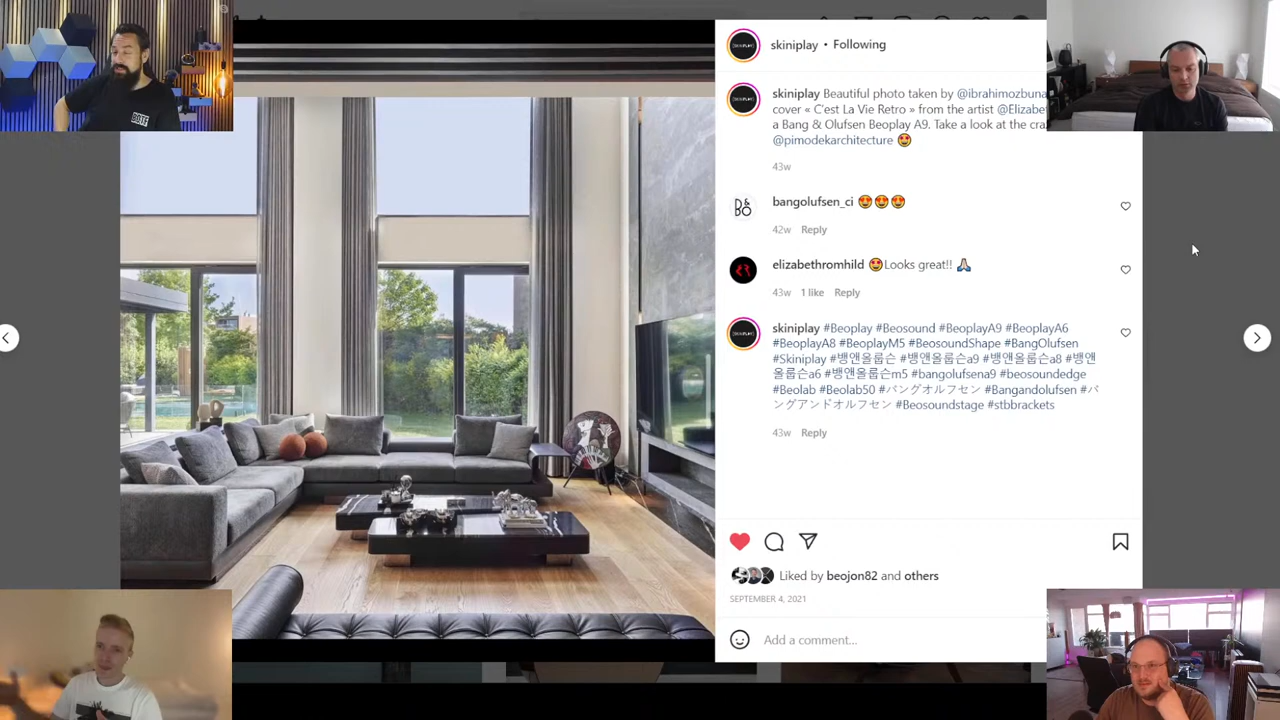 skiniplay • Following
skiniplay Beautiful photo taken by @ibrahimozbuna
cover « C'est La Vie Retro » from the artist @Elizabet
a Bang & Olufsen Beoplay A9. Take a look at the cra
@pimodekarchitecture 😍
43w
bangolufsen_ci 😍😍😍
42w Reply
elizabethromhild 😍Looks great!! 🙏🏻
43w 1 like Reply
skiniplay #Beoplay #Beosound #BeoplayA9 #BeoplayA6
#BeoplayA8 #BeoplayM5 #BeosoundShape #BangOlufsen
#Skiniplay #뱅앤올룹슨 #뱅앤올룹슨a9 #뱅앤올룹슨a8 #뱅앤
올룹슨a6 #뱅앤올룹슨m5 #bangolufsena9 #beosoundedge
#Beolab #Beolab50 #バングオルフセン #Bangandolufsen #バ
ングアンドオルフセン #Beosoundstage #stbbrackets
43w Reply
Liked by beojon82 and others
SEPTEMBER 4, 2021
Add a comment...